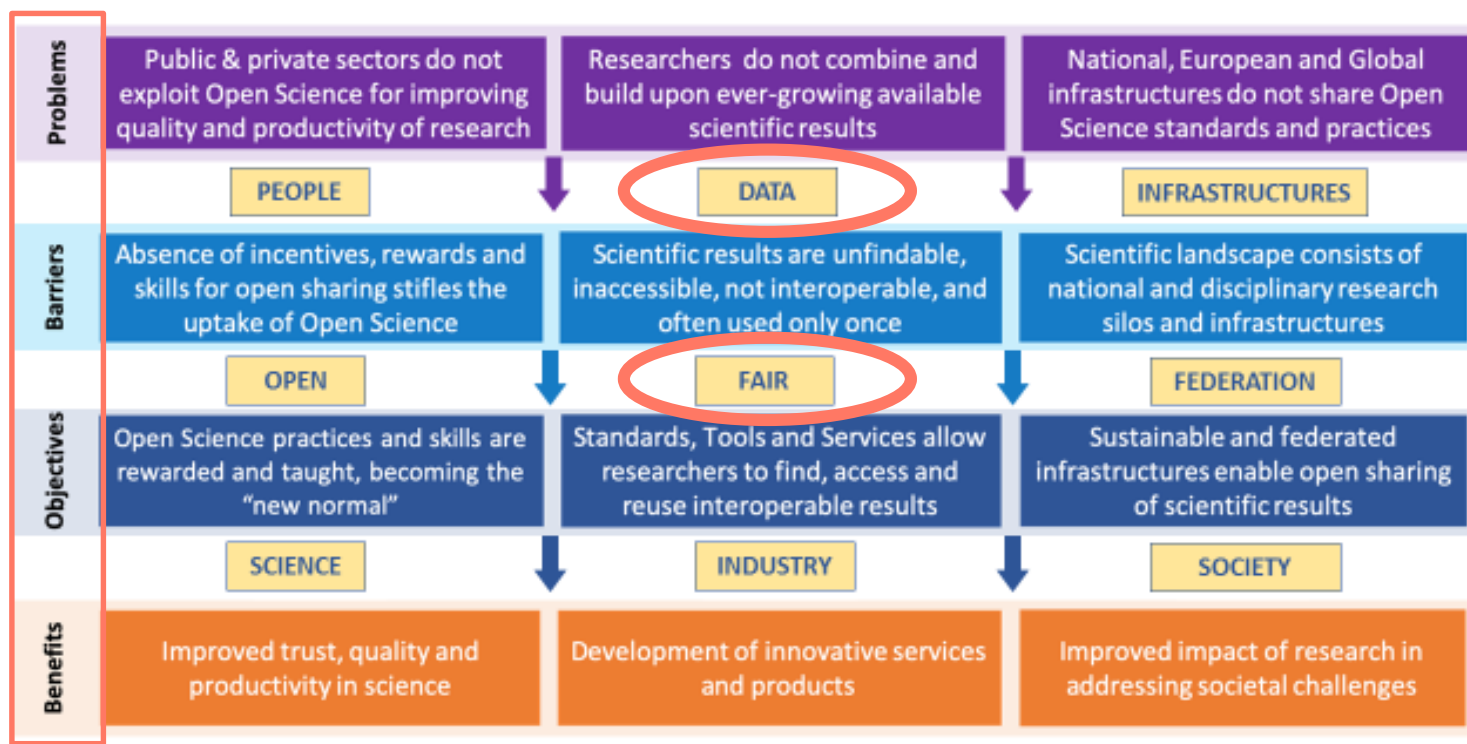 Problems
Public & private sectors do not
exploit Open Science for improving
quality and productivity of research
Researchers do not combine and
build upon ever-growing available
scientific results
National, European and Global
infrastructures do not share Open
Science standards and practices
PEOPLE
DATA
INFRASTRUCTURES
Barriers
Absence of incentives, rewards and
skills for open sharing stifles the
uptake of Open Science
Scientific results are unfindable,
inaccessible, not interoperable, and
often used only once
Scientific landscape consists of
national and disciplinary research
silos and infrastructures
OPEN
FAIR
FEDERATION
Objectives
Open Science practices and skills are
rewarded and taught, becoming the
“new normal”
Standards, Tools and Services allow
researchers to find, access and
reuse interoperable results
Sustainable and federated
infrastructures enable open sharing
of scientific results
SCIENCE
INDUSTRY
SOCIETY
Benefits
Improved trust, quality and
productivity in science
Development of innovative services
and products
Improved impact of research in
addressing societal challenges